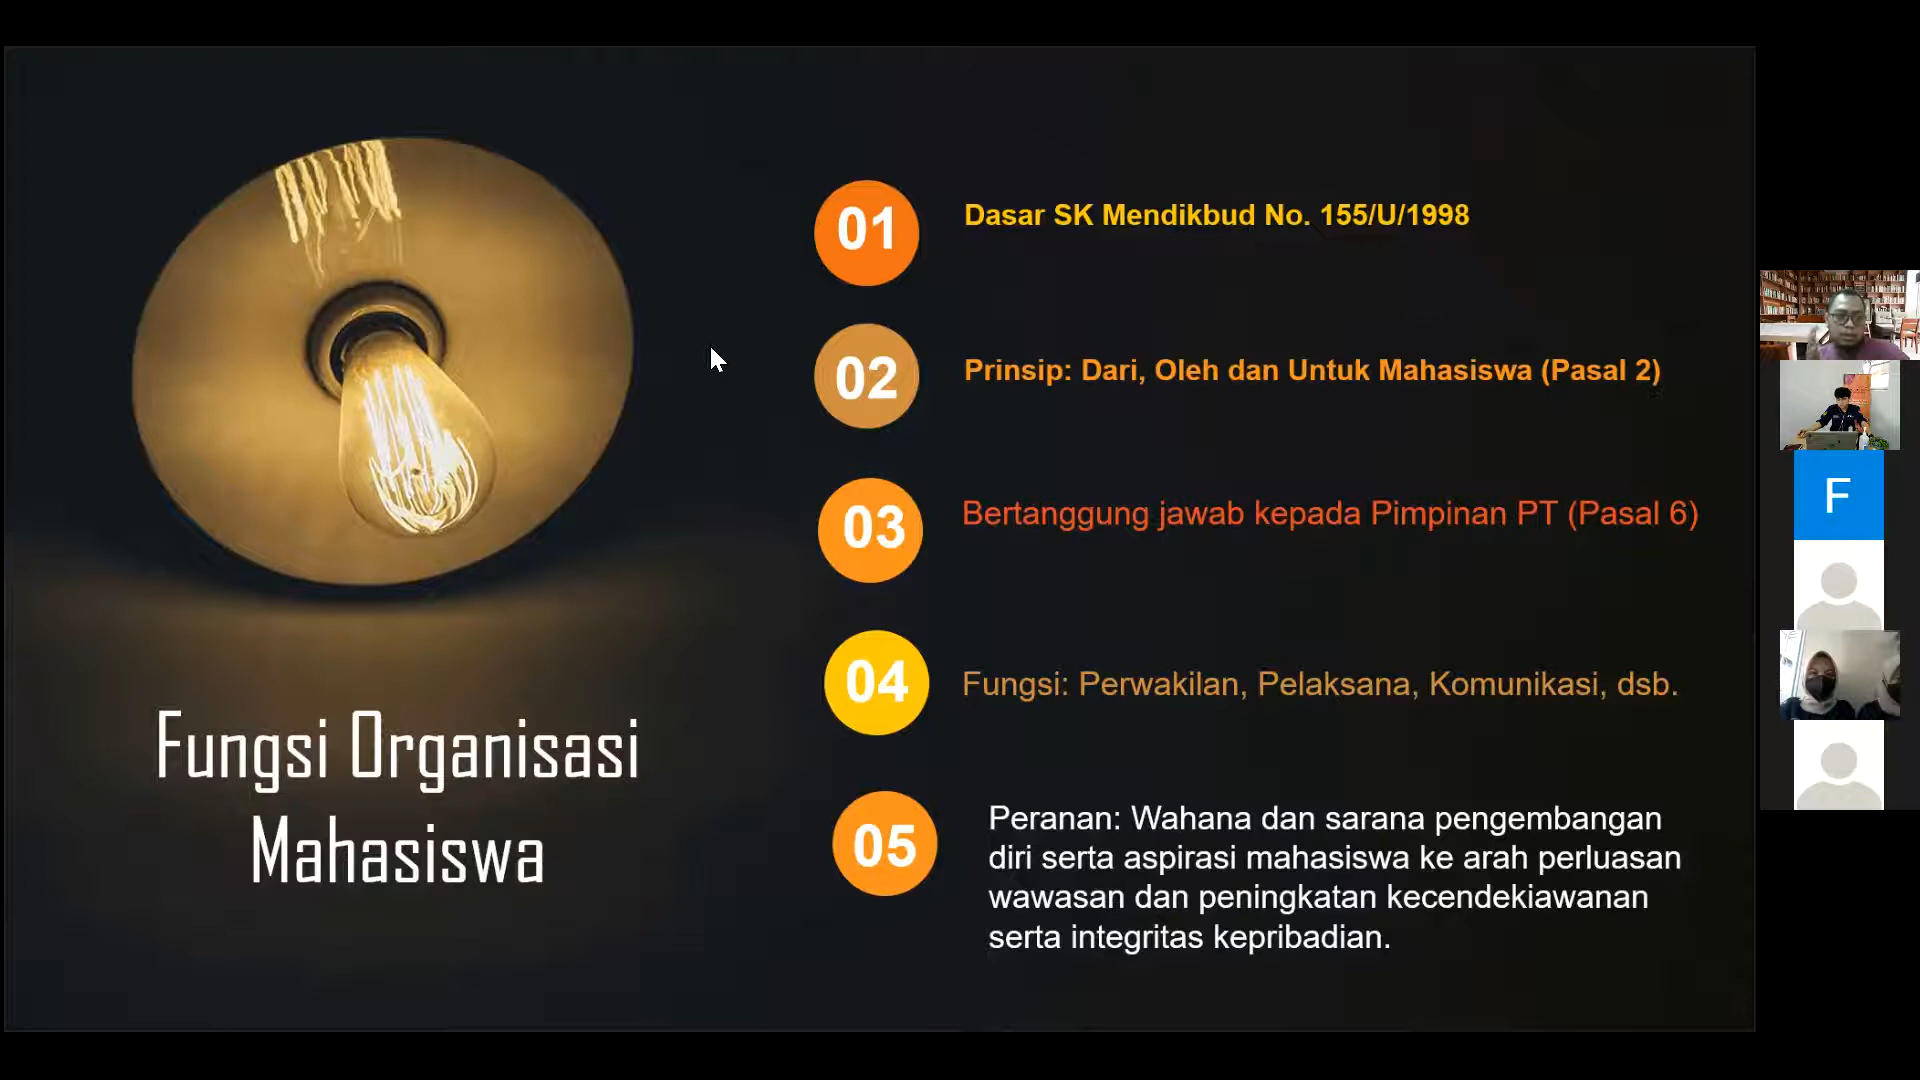 Fungsi Organisasi
Mahasiswa
01
Dasar SK Mendikbud No. 155/U/1998
02
Prinsip: Dari, Oleh dan Untuk Mahasiswa (Pasal 2)
03
Bertanggung jawab kepada Pimpinan PT (Pasal 6)
04
Fungsi: Perwakilan, Pelaksana, Komunikasi, dsb.
05
Peranan: Wahana dan sarana pengembangan
diri serta aspirasi mahasiswa ke arah perluasan
wawasan dan peningkatan kecendekiawanan
serta integritas kepribadian.
F